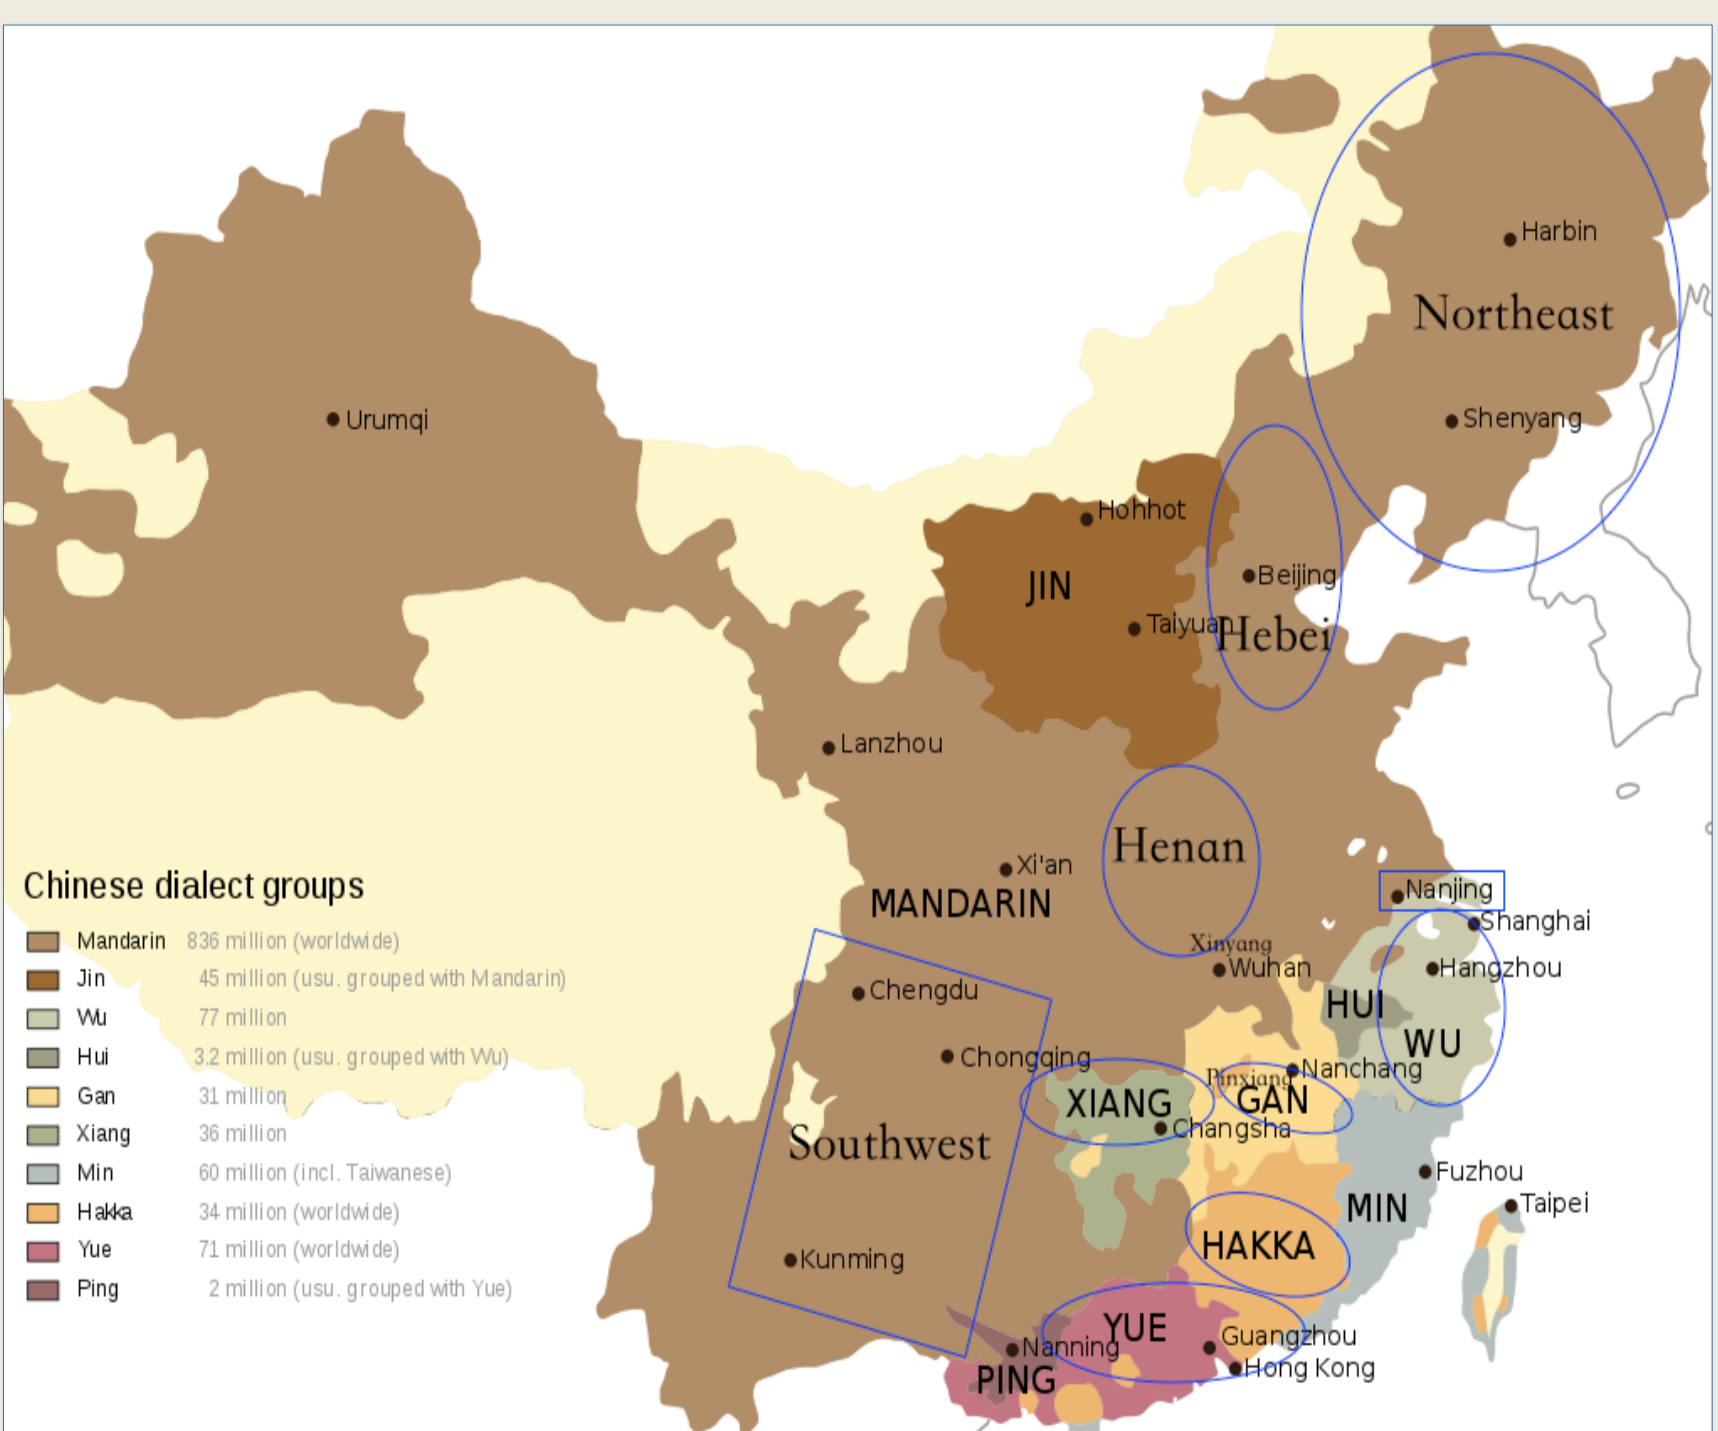 Harbin
Northeast
Urumqi
Shenyang
Hohhot
JIN
Beijing
Taiyuan
Hebei
Lanzhou
Henan
Xi'an
MANDARIN
Nanjing
Shanghai
Xinyang
Wuhan
Hangzhou
Chengdu
HUI
WU
Chongqing
Nanchang
Pinxiang
XIANG
GAN
Changsha
Southwest
Fuzhou
MIN
Taipei
HAKKA
Kunming
YUE
Guangzhou
Nanning
Hong Kong
PING
Chinese dialect groups
Mandarin 836 million (worldwide)
Jin 45 million (usu. grouped with Mandarin)
Wu 77 million
Hui 3.2 million (usu. grouped with Wu)
Gan 31 million
Xiang 36 million
Min 60 million (incl. Taiwanese)
Hakka 34 million (worldwide)
Yue 71 million (worldwide)
Ping 2 million (usu. grouped with Yue)